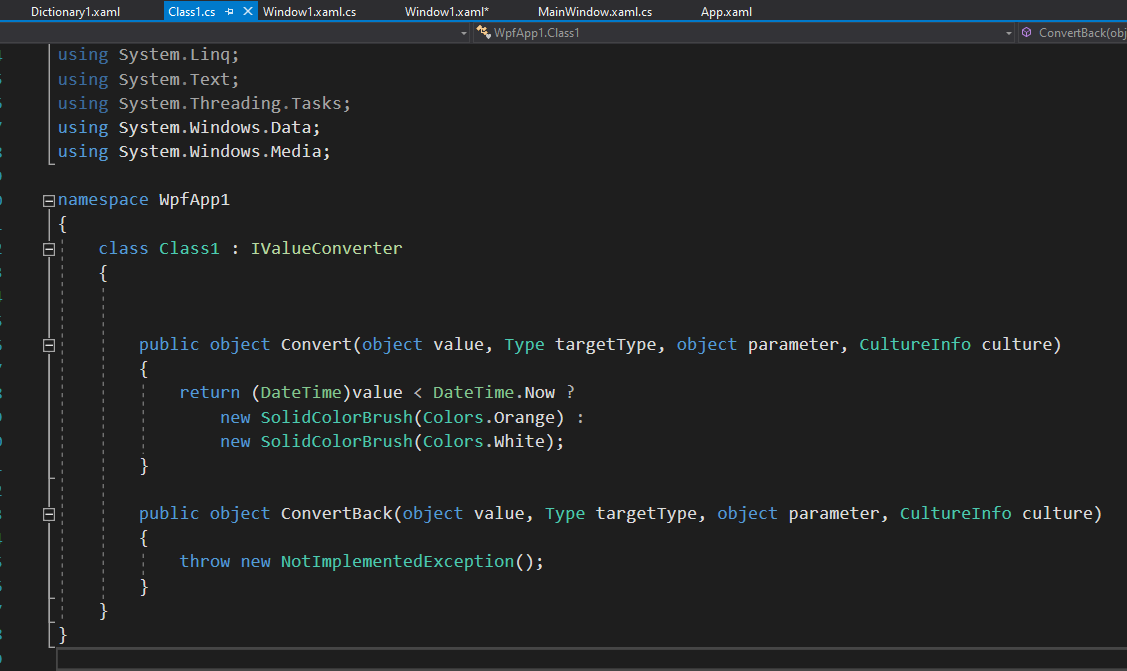 Dictionary1.xaml Class1.cs Window1.xaml.cs Window1.xaml* MainWindow.xaml.cs App.xaml
WpfApp1.Class1 ConvertBack(obj
using System.Linq;
using System.Text;
using System.Threading.Tasks;
using System.Windows.Data;
using System.Windows.Media;
namespace WpfApp1
{
class Class1 : IValueConverter
{
public object Convert(object value, Type targetType, object parameter, CultureInfo culture)
{
return (DateTime)value < DateTime.Now ?
new SolidColorBrush(Colors.Orange) :
new SolidColorBrush(Colors.White);
}
public object ConvertBack(object value, Type targetType, object parameter, CultureInfo culture)
{
throw new NotImplementedException();
}
}
}